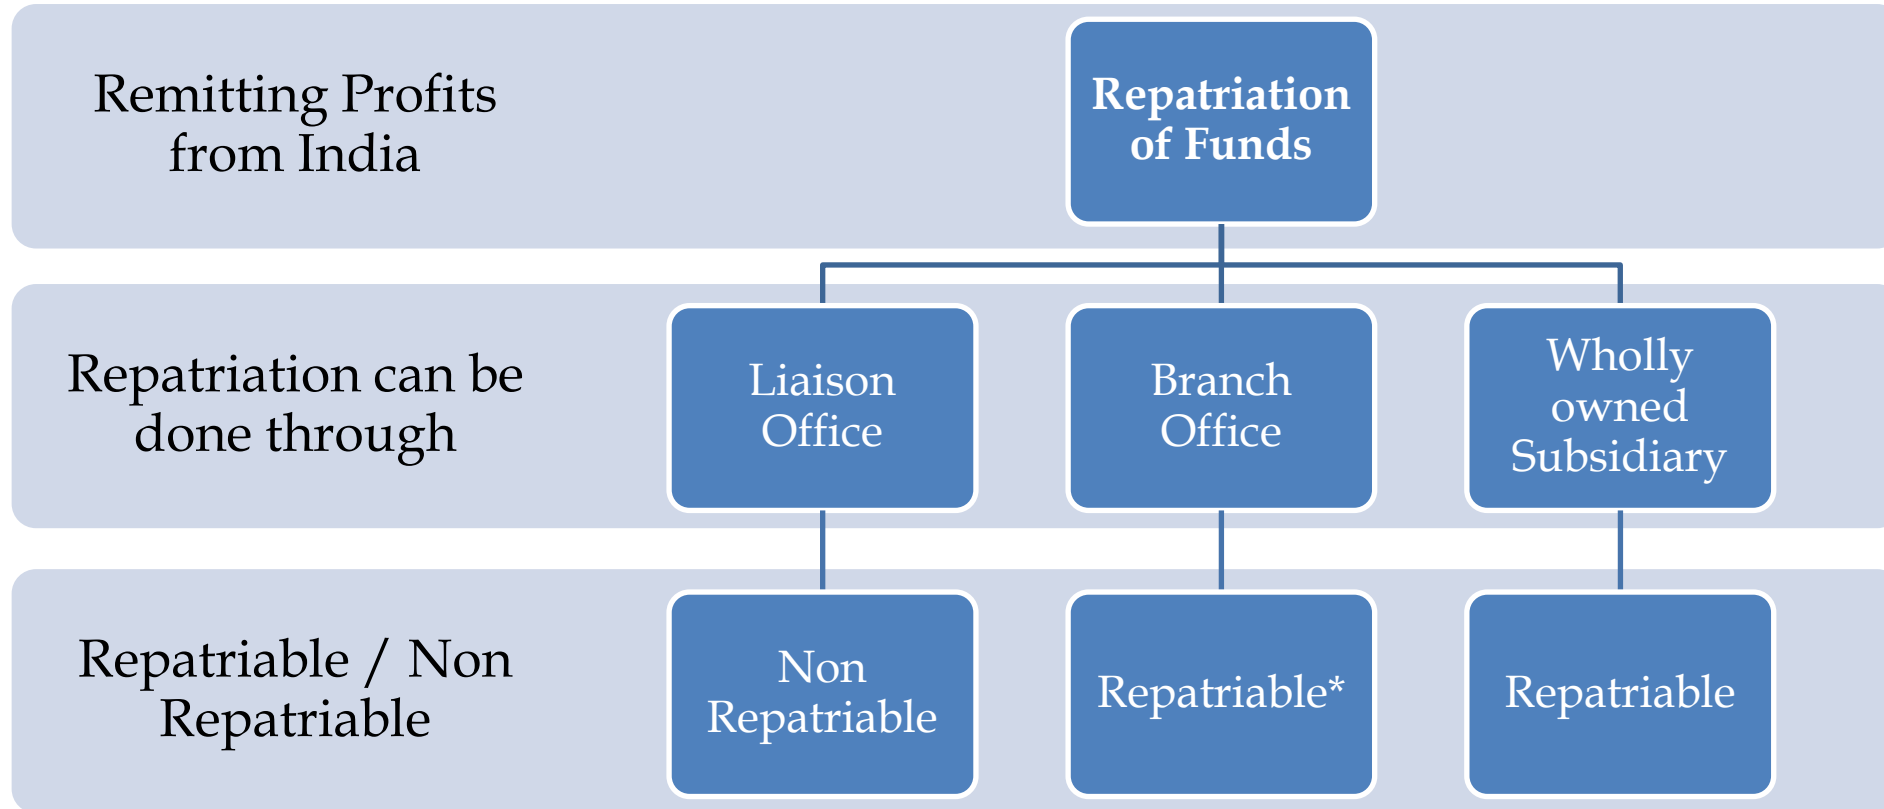 Remitting Profits
from India
Repatriation
of Funds
Repatriation can be
done through
Liaison
Office
Branch
Office
Wholly
owned
Subsidiary
Repatriable / Non
Repatriable
Non
Repatriable
Repatriable*
Repatriable